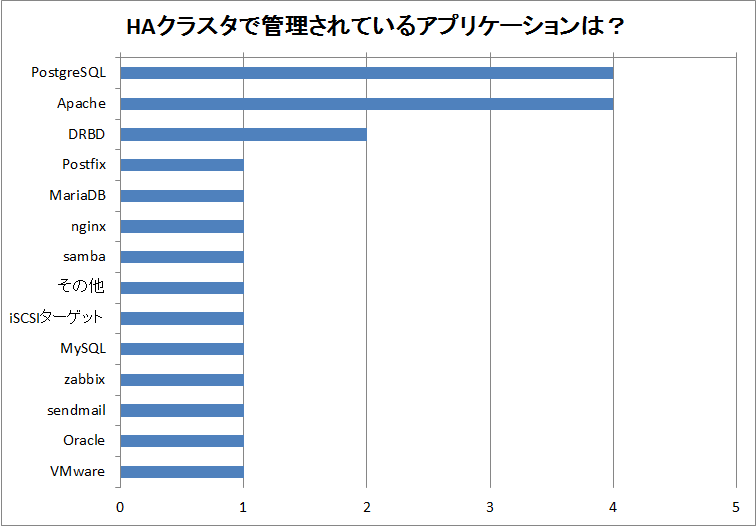 HAクラスタで管理されているアプリケーションは？
PostgreSQL
Apache
DRBD
Postfix
MariaDB
nginx
samba
その他
iSCSIターゲット
MySQL
zabbix
sendmail
Oracle
VMware
0 1 2 3 4 5